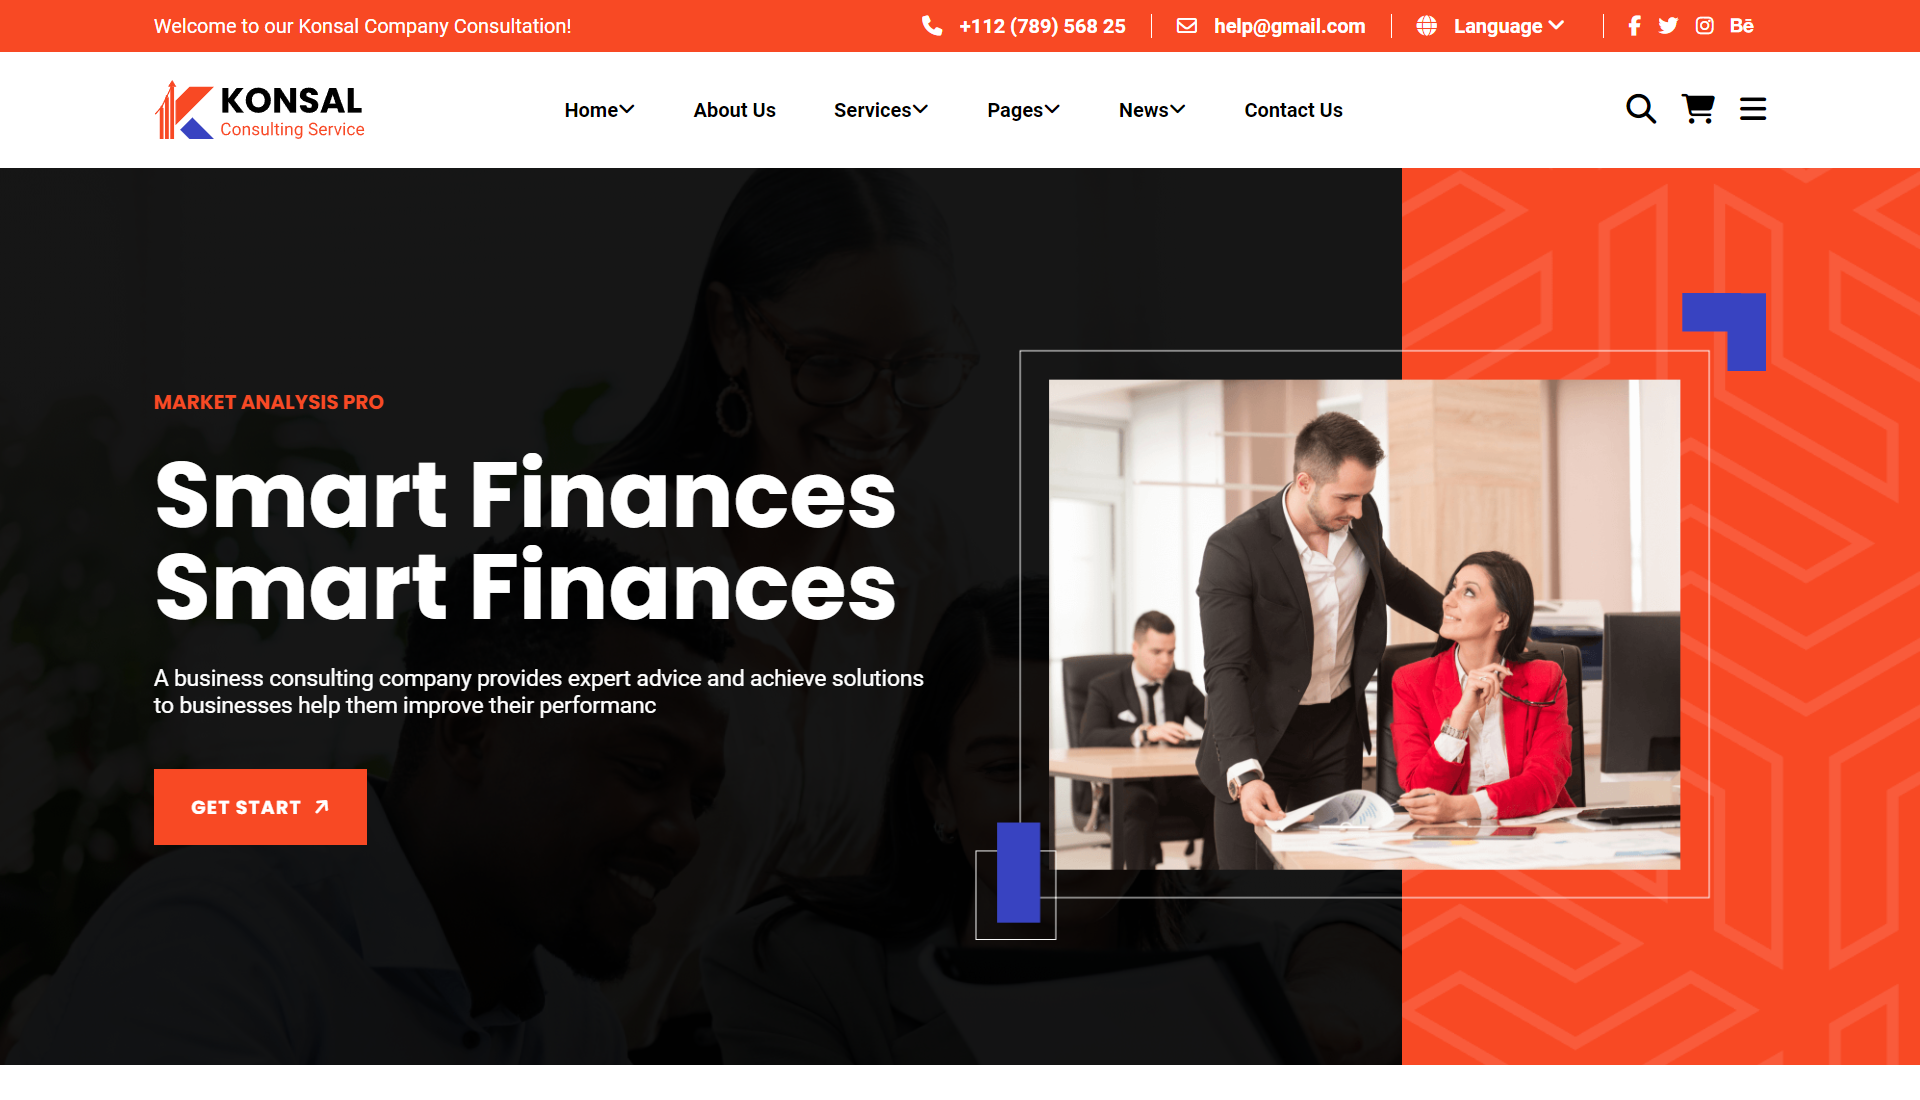 Welcome to our Konsal Company Consultation!
+112 (789) 568 25
help@gmail.com
Language
Bē
KONSAL
Consulting Service
Home
About Us
Services
Pages
News
Contact Us
MARKET ANALYSIS PRO
Smart Finances
Smart Finances
A business consulting company provides expert advice and achieve solutions
to businesses help them improve their performanc
GET START